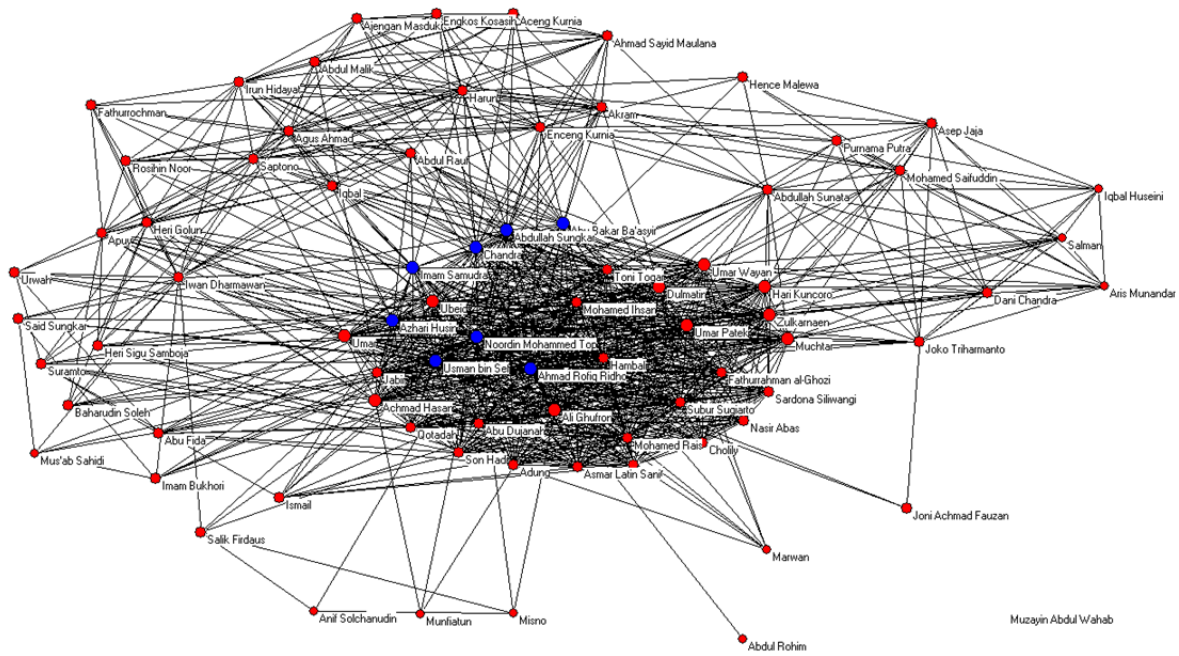 Ajengan Masduki
Engkos Kosasih
Aceng Kurnia
Ahmad Sayid Maulana
Abdul Malik
Hence Malewa
Irun Hidayat
Harun
Fathurrochman
Akram
Asep Jaja
Agus Ahmad
Enceng Kurnia
Purnama Putra
Rosihin Noor
Saptono
Abdul Rauf
Mohamed Saifuddin
Iqbal
Abdullah Sunata
Iqbal Huseini
Heri Golun
Abu Bakar Ba'asyir
Apuy
Abdullah Sungkar
Salman
Chandra
Urwah
Iwan Dharmawan
Imam Samudra
Toni Togar
Umar Wayan
Dulmatin
Hari Kuncoro
Aris Munandar
Dani Chandra
Ubeid
Mohamed Ihsan
Said Sungkar
Azhari Husin
Zulkarnaen
Umar Patek
Umar
Noordin Mohammed Top
Muchtar
Joko Triharmanto
Heri Sigu Samboja
Suramto
Usman bin Sef
Hambali
Jabir
Ahmad Rofiq Ridho
Fathurrahman al-Ghozi
Sardona Siliwangi
Baharudin Soleh
Achmad Hasan
Ali Ghufron
Subur Sugiarto
Nasir Abas
Qotadah
Abu Dujanah
Abu Fida
Mohamed Rais
Cholily
Mus'ab Sahidi
Son Hadi
Adung
Asmar Latin Sani
Imam Bukhori
Ismail
Joni Achmad Fauzan
Salik Firdaus
Marwan
Anif Solchanudin
Munfiatun
Misno
Muzayin Abdul Wahab
Abdul Rohim